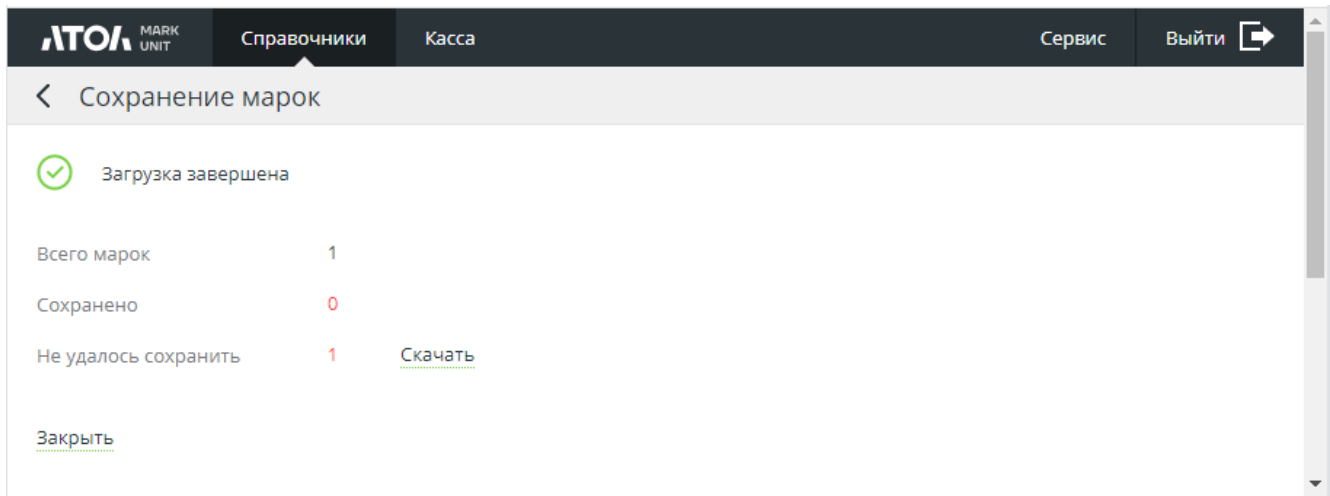 АТОЛ MARK UNIT Справочники Касса Сервис Выйти
Сохранение марок
Загрузка завершена
Всего марок 1
Сохранено 0
Не удалось сохранить 1 Скачать
Закрыть